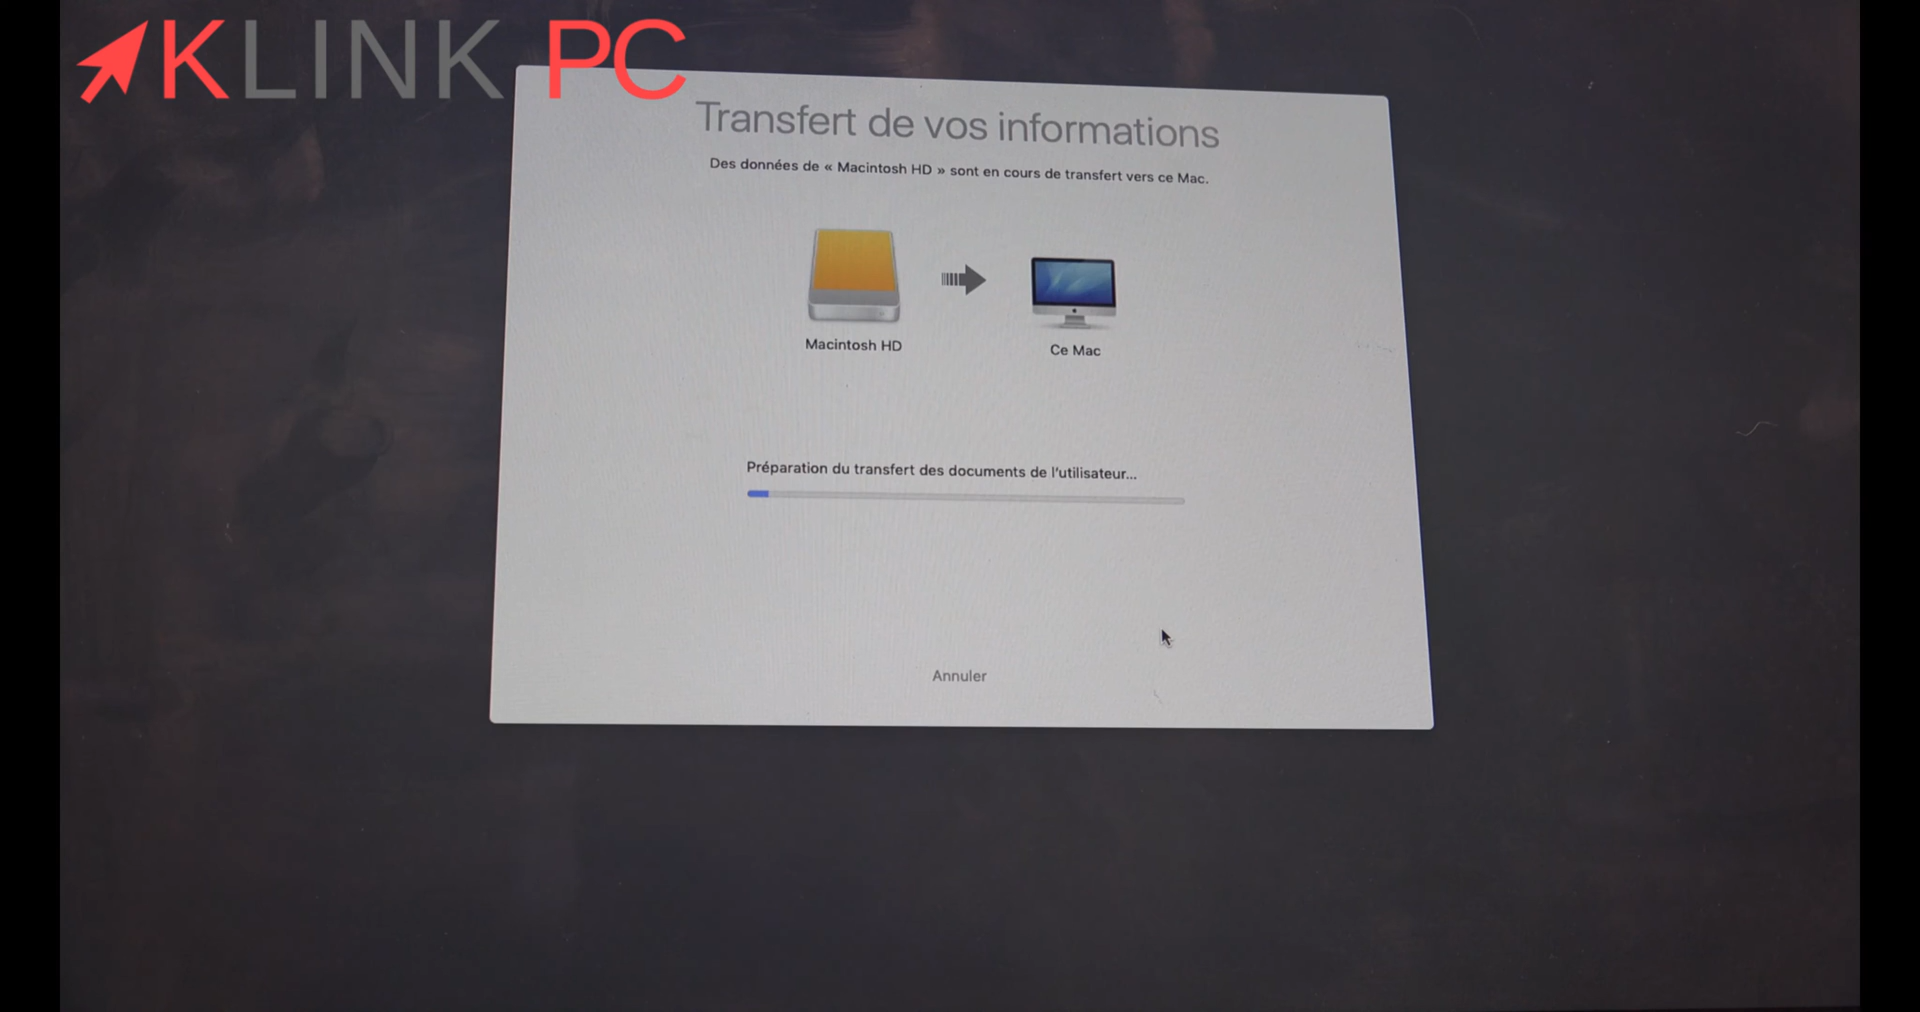 KLINK PC
Transfert de vos informations
Des données de « Macintosh HD » sont en cours de transfert vers ce Mac.
Macintosh HD
Ce Mac
Préparation du transfert des documents de l'utilisateur...
Annuler